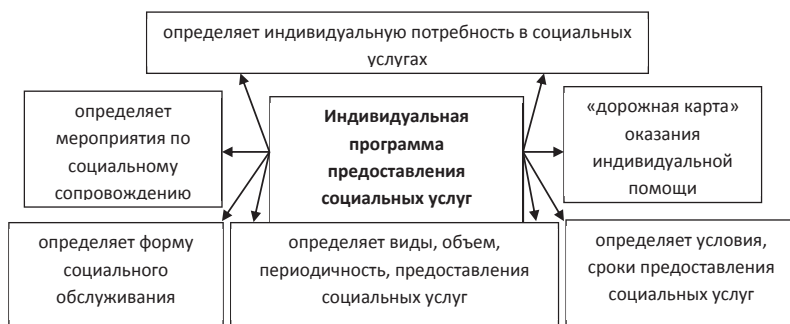 определяет индивидуальную потребность в социальных
услугах
определяет
мероприятия по
социальному
сопровождению
Индивидуальная
программа
предоставления
социальных услуг
«дорожная карта»
оказания
индивидуальной
помощи
определяет форму
социального
обслуживания
определяет виды, объем,
периодичность, предоставления
социальных услуг
определяет условия,
сроки предоставления
социальных услуг